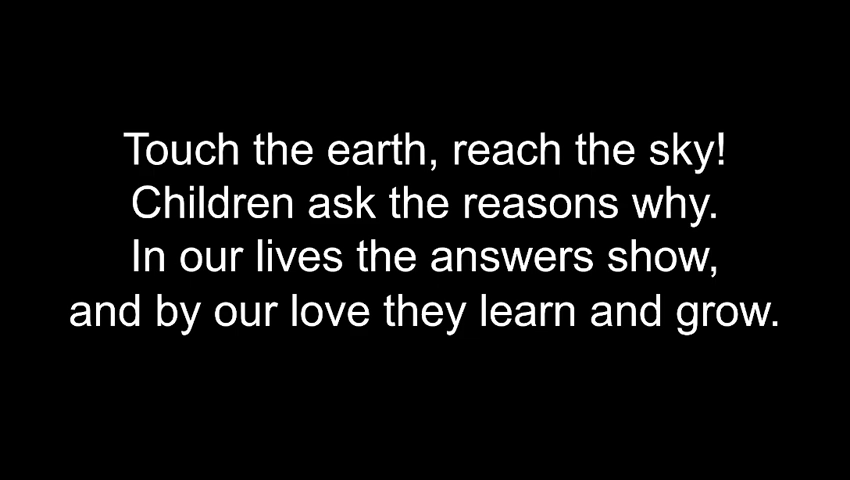 Touch the earth, reach the sky!
Children ask the reasons why.
In our lives the answers show,
and by our love they learn and grow.